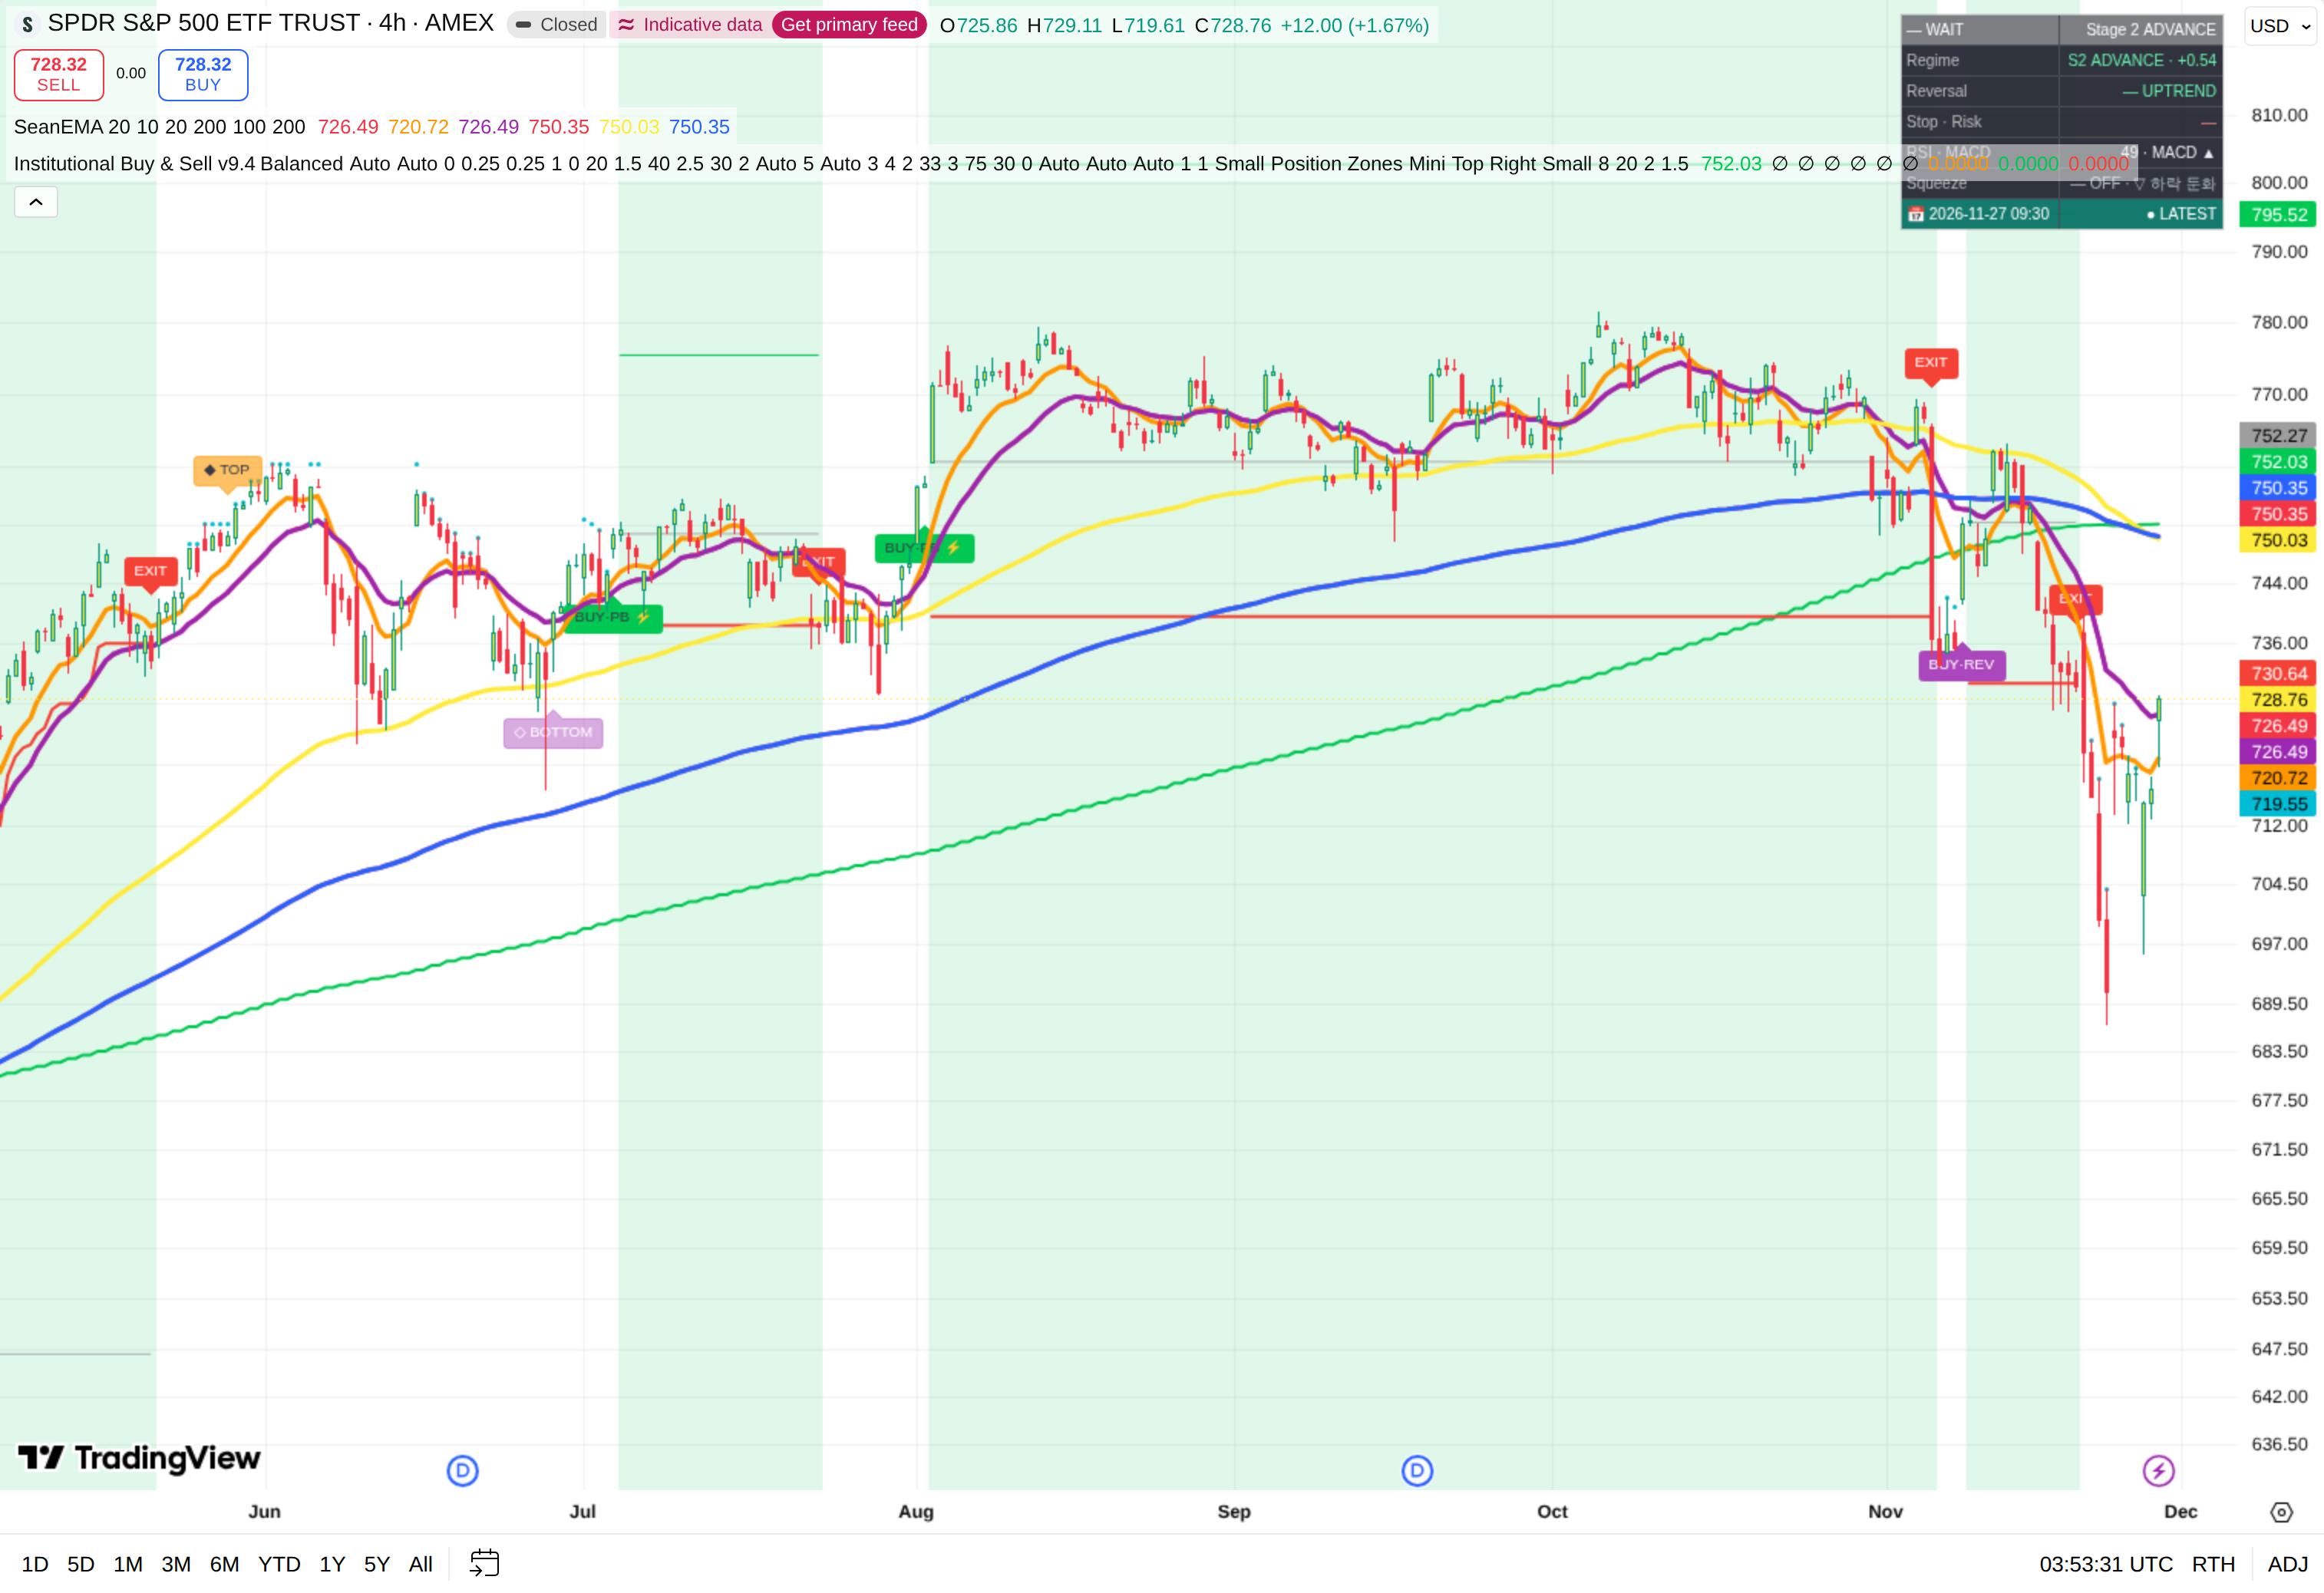 S SPDR S&P 500 ETF TRUST · 4h · AMEX Closed Indicative data Get primary feed O725.86 H729.11 L719.61 C728.76 +12.00 (+1.67%)
USD
728.32 SELL 0.00 728.32 BUY
SeanEMA 20 10 20 200 100 200 726.49 720.72 726.49 750.35 750.03 750.35
Institutional Buy & Sell v9.4 Balanced Auto Auto 0 0.25 0.25 1 0 20 1.5 40 2.5 30 2 Auto 5 Auto 3 4 2 33 3 75 30 0 Auto Auto Auto 1 1 Small Position Zones Mini Top Right Small 8 20 2 1.5 752.03 ∅ ∅ ∅ ∅ ∅ ∅ 0.0000 0.0000 0.0000
— WAIT Stage 2 ADVANCE
Regime S2 ADVANCE · +0.54
Reversal — UPTREND
Stop · Risk —
RSI · MACD 49 · MACD ▲
Squeeze — OFF · ▽ 하락 둔화
📅 2026-11-27 09:30 ● LATEST
810.00
800.00
795.52
790.00
780.00
770.00
752.27
752.03
750.35
750.35
750.03
744.00
736.00
730.64
728.76
726.49
726.49
720.72
719.55
712.00
704.50
697.00
689.50
683.50
677.50
671.50
665.50
659.50
653.50
647.50
642.00
636.50
EXIT
◆ TOP
◇ BOTTOM
BUY·PB ⚡
EXIT
BUY·PB ⚡
EXIT
BUY·REV
EXIT
TradingView
D
D
Jun Jul Aug Sep Oct Nov Dec
1D 5D 1M 3M 6M YTD 1Y 5Y All
03:53:31 UTC RTH ADJ